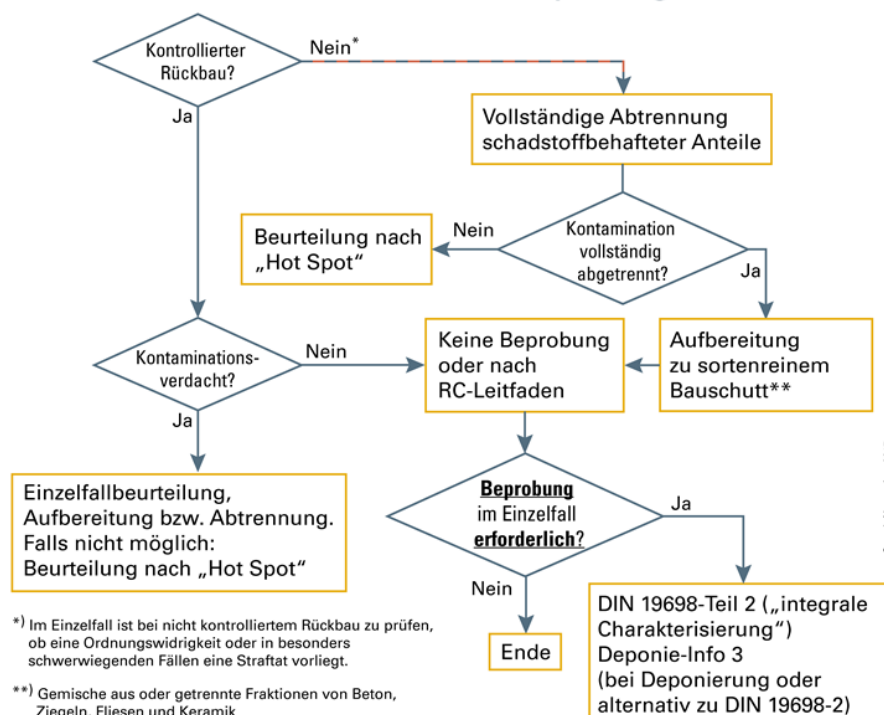 Kontrollierter
Rückbau?
Nein*
Ja
Vollständige Abtrennung
schadstoffbehafteter Anteile
Kontamination
vollständig
abgetrennt?
Nein
Ja
Beurteilung nach
„Hot Spot“
Aufbereitung
zu sortenreinem
Bauschutt**
Kontaminations-
verdacht?
Nein
Ja
Keine Beprobung
oder nach
RC-Leitfaden
Einzelfallbeurteilung,
Aufbereitung bzw. Abtrennung.
Falls nicht möglich:
Beurteilung nach „Hot Spot“
Beprobung
im Einzelfall
erforderlich?
Ja
Nein
Ende
DIN 19698-Teil 2 („integrale
Charakterisierung“)
Deponie-Info 3
(bei Deponierung oder
alternativ zu DIN 19698-2)
*) Im Einzelfall ist bei nicht kontrolliertem Rückbau zu prüfen,
ob eine Ordnungswidrigkeit oder in besonders
schwerwiegenden Fällen eine Straftat vorliegt.
**) Gemische aus oder getrennte Fraktionen von Beton,
Ziegeln, Fliesen und Keramik